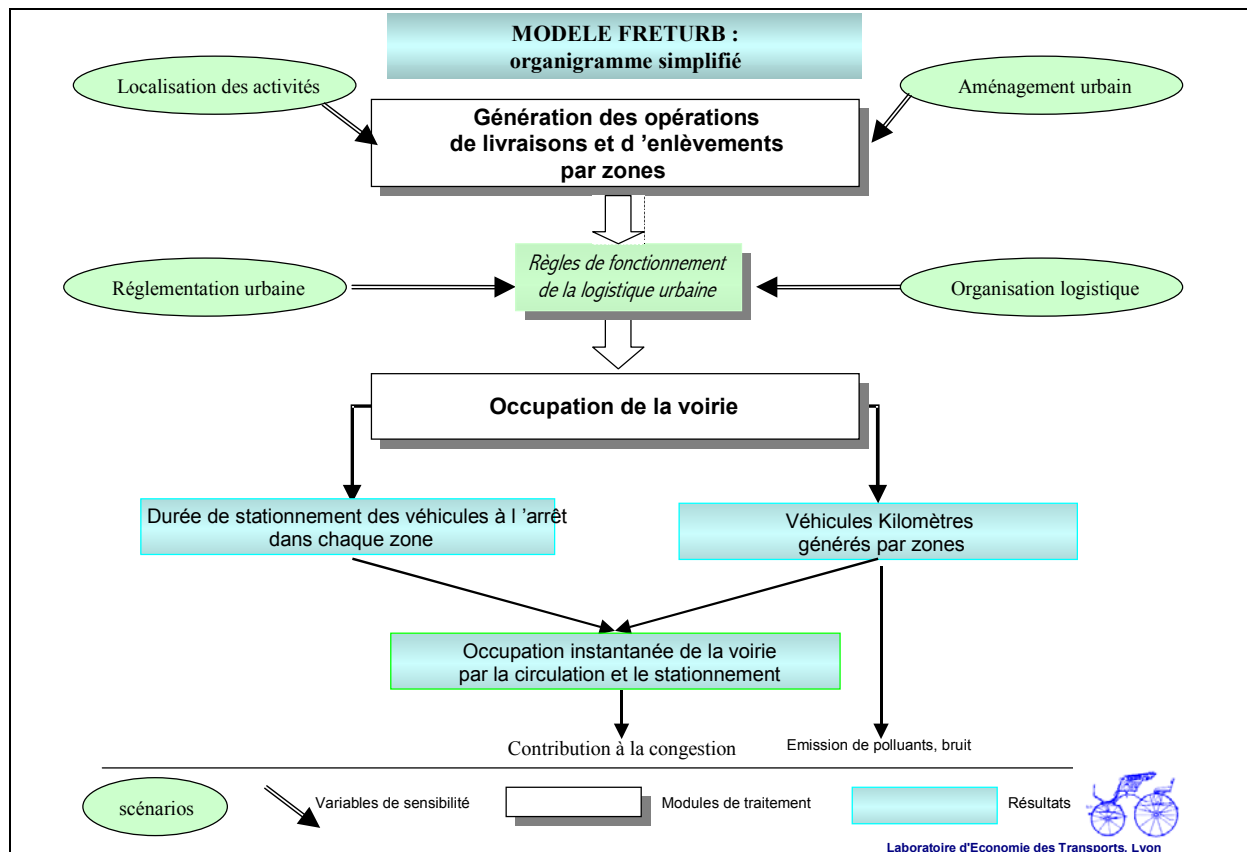 MODELE FRETURB :
organigramme simplifié
Localisation des activités
Aménagement urbain
Génération des opérations
de livraisons et d ’enlèvements
par zones
Règles de fonctionnement
de la logistique urbaine
Réglementation urbaine
Organisation logistique
Occupation de la voirie
Durée de stationnement des véhicules à l ’arrêt
dans chaque zone
Véhicules Kilomètres
générés par zones
Occupation instantanée de la voirie
par la circulation et le stationnement
Contribution à la congestion
Emission de polluants, bruit
scénarios
Variables de sensibilité
Modules de traitement
Résultats
Laboratoire d'Economie des Transports, Lyon